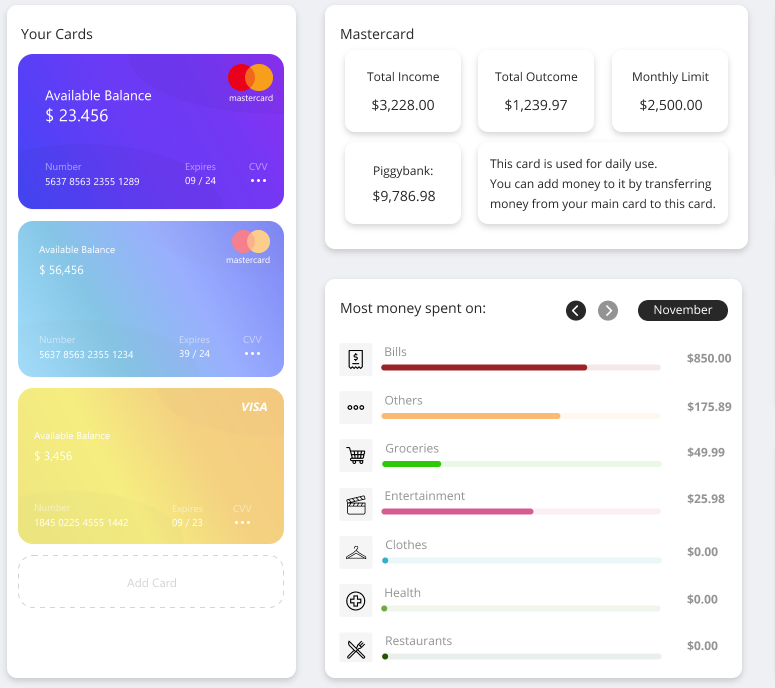 Your Cards
Available Balance
$ 23.456
mastercard
Number
Expires
CVV
5637 8563 2355 1289
09 / 24
Available Balance
$ 56,456
mastercard
Number
Expires
CVV
5637 8563 2355 1234
39 / 24
VISA
Available Balance
$ 3,456
Number
Expires
CVV
1845 0225 4555 1442
09 / 23
Add Card
Mastercard
Total Income
$3,228.00
Total Outcome
$1,239.97
Monthly Limit
$2,500.00
Piggybank:
$9,786.98
This card is used for daily use.
You can add money to it by transferring
money from your main card to this card.
Most money spent on:
November
Bills
$850.00
Others
$175.89
Groceries
$49.99
Entertainment
$25.98
Clothes
$0.00
Health
$0.00
Restaurants
$0.00